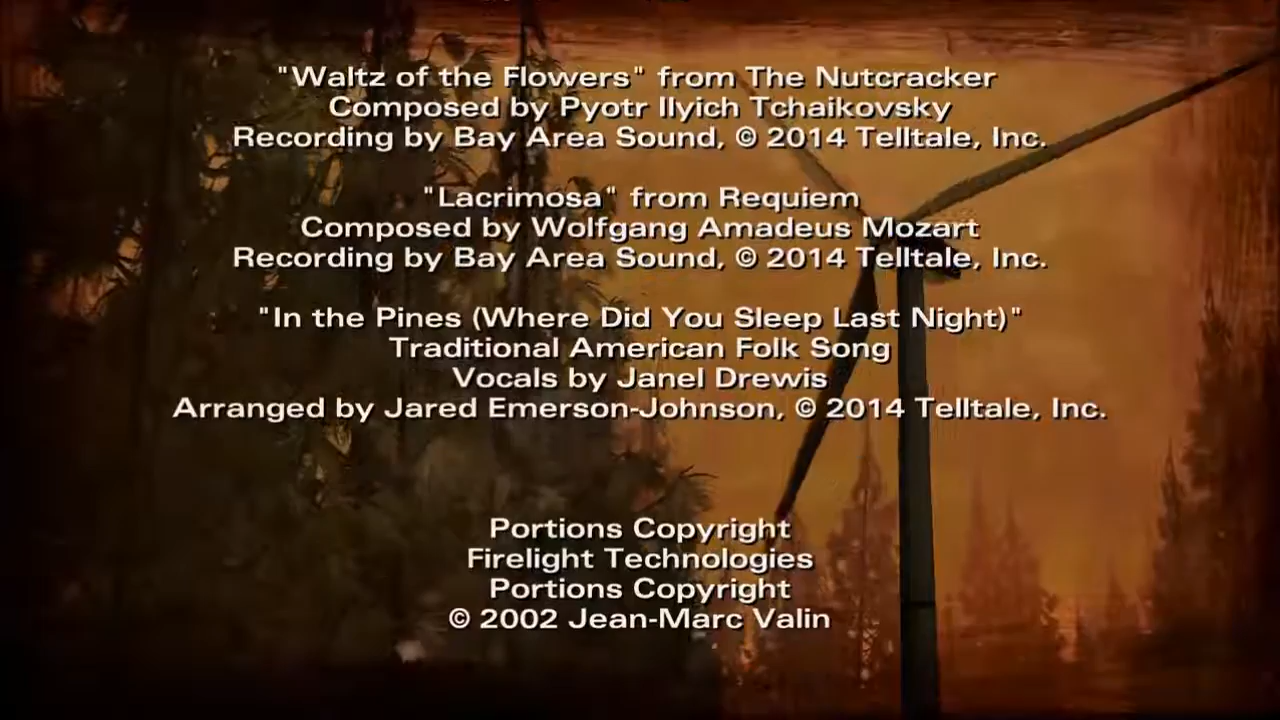 "Waltz of the Flowers" from The Nutcracker
Composed by Pyotr Ilyich Tchaikovsky
Recording by Bay Area Sound, © 2014 Telltale, Inc.
"Lacrimosa" from Requiem
Composed by Wolfgang Amadeus Mozart
Recording by Bay Area Sound, © 2014 Telltale, Inc.
"In the Pines (Where Did You Sleep Last Night)"
Traditional American Folk Song
Vocals by Janel Drewis
Arranged by Jared Emerson-Johnson, © 2014 Telltale, Inc.
Portions Copyright
Firelight Technologies
Portions Copyright
© 2002 Jean-Marc Valin